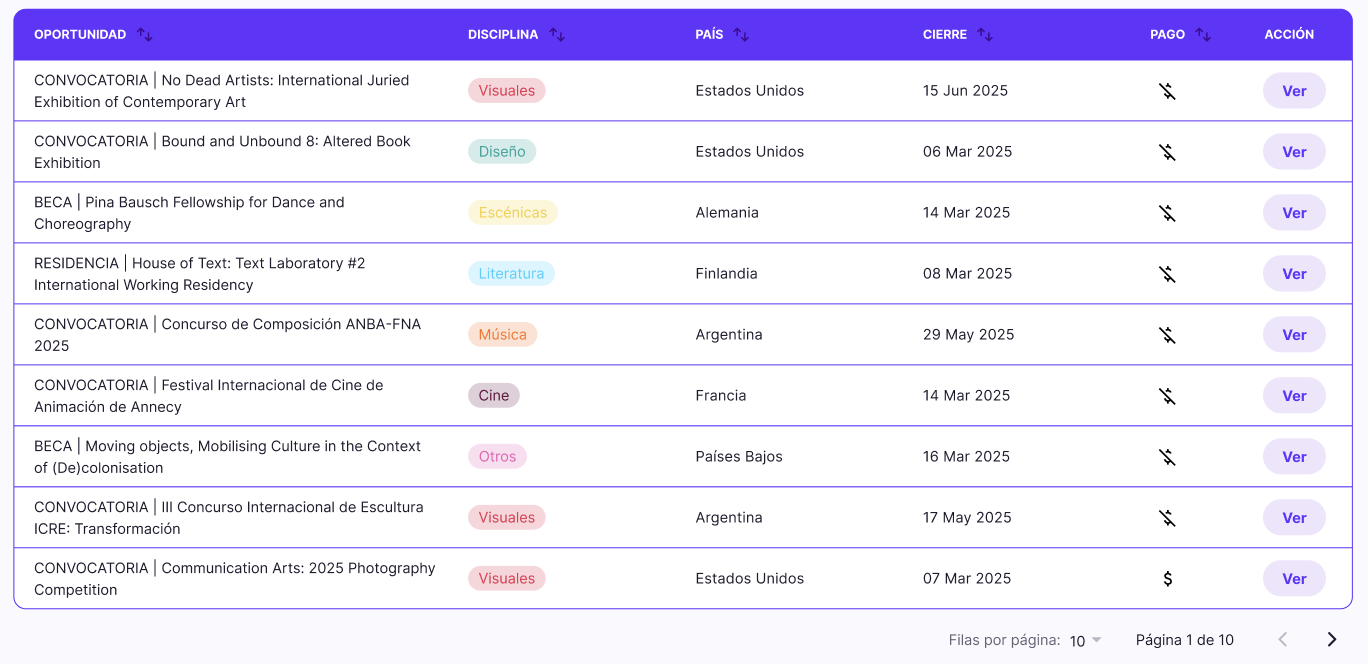 OPORTUNIDAD DISCIPLINA PAÍS CIERRE PAGO ACCIÓN
CONVOCATORIA | No Dead Artists: International Juried
Exhibition of Contemporary Art
Visuales Estados Unidos 15 Jun 2025 Ver
CONVOCATORIA | Bound and Unbound 8: Altered Book
Exhibition
Diseño Estados Unidos 06 Mar 2025 Ver
BECA | Pina Bausch Fellowship for Dance and
Choreography
Escénicas Alemania 14 Mar 2025 Ver
RESIDENCIA | House of Text: Text Laboratory #2
International Working Residency
Literatura Finlandia 08 Mar 2025 Ver
CONVOCATORIA | Concurso de Composición ANBA-FNA
2025
Música Argentina 29 May 2025 Ver
CONVOCATORIA | Festival Internacional de Cine de
Animación de Annecy
Cine Francia 14 Mar 2025 Ver
BECA | Moving objects, Mobilising Culture in the Context
of (De)colonisation
Otros Países Bajos 16 Mar 2025 Ver
CONVOCATORIA | III Concurso Internacional de Escultura
ICRE: Transformación
Visuales Argentina 17 May 2025 Ver
CONVOCATORIA | Communication Arts: 2025 Photography
Competition
Visuales Estados Unidos 07 Mar 2025 $ Ver
Filas por página: 10 Página 1 de 10